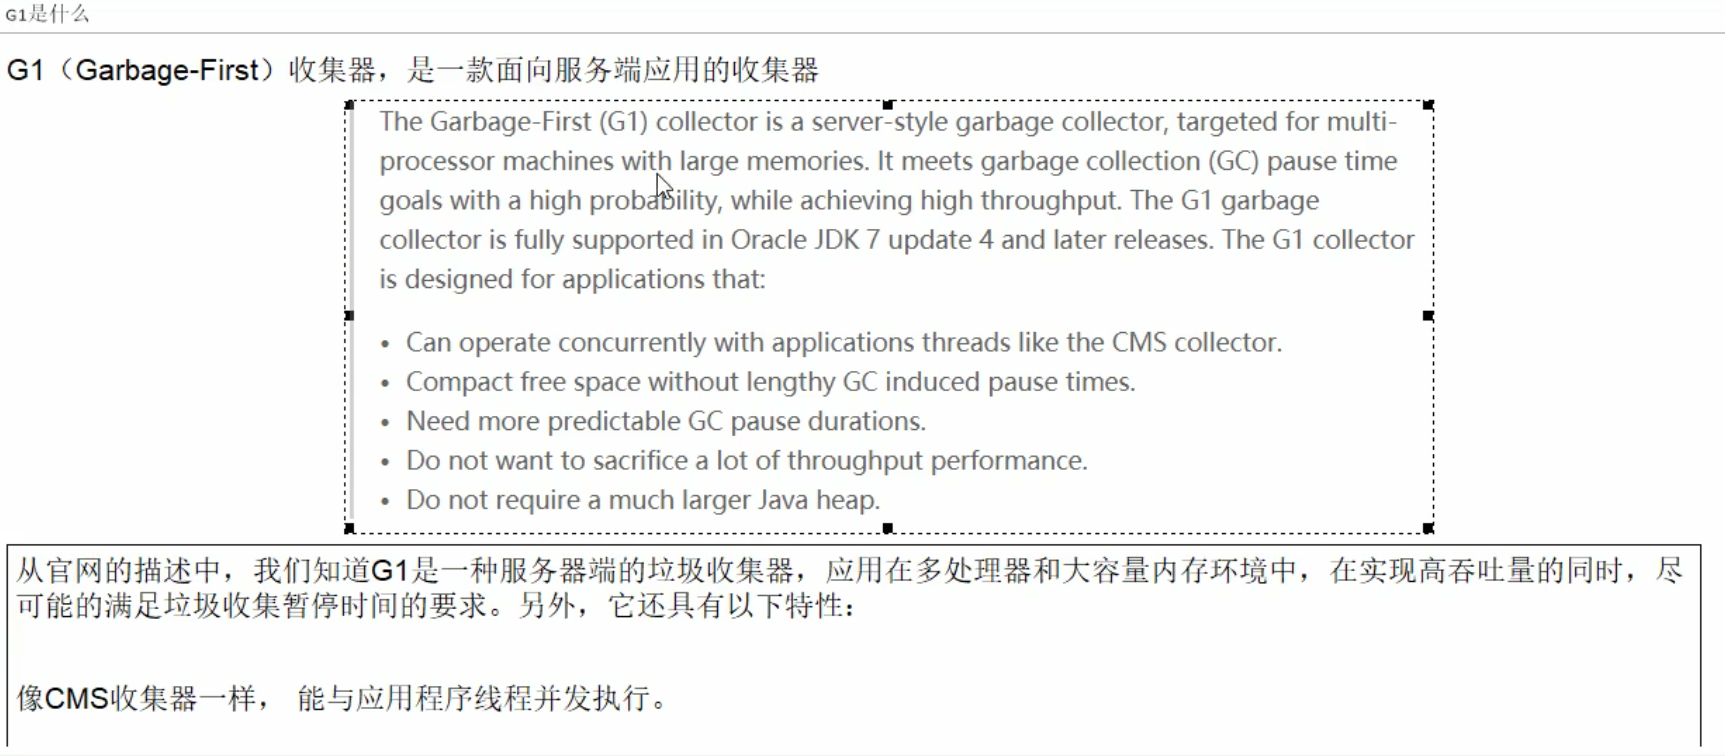 G1是什么
G1（Garbage-First）收集器，是一款面向服务端应用的收集器
The Garbage-First (G1) collector is a server-style garbage collector, targeted for multi-
processor machines with large memories. It meets garbage collection (GC) pause time
goals with a high probability, while achieving high throughput. The G1 garbage
collector is fully supported in Oracle JDK 7 update 4 and later releases. The G1 collector
is designed for applications that:
• Can operate concurrently with applications threads like the CMS collector.
• Compact free space without lengthy GC induced pause times.
• Need more predictable GC pause durations.
• Do not want to sacrifice a lot of throughput performance.
• Do not require a much larger Java heap.
从官网的描述中，我们知道G1是一种服务器端的垃圾收集器，应用在多处理器和大容量内存环境中，在实现高吞吐量的同时，尽
可能的满足垃圾收集暂停时间的要求。另外，它还具有以下特性：
像CMS收集器一样， 能与应用程序线程并发执行。